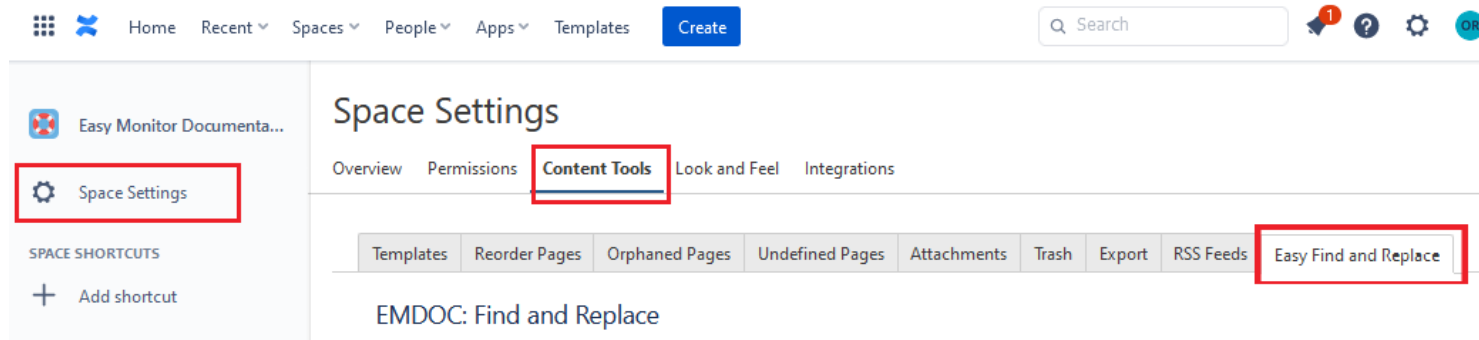 Home Recent Spaces People Apps Templates Create Search 1 OR
Easy Monitor Documenta...
Space Settings
SPACE SHORTCUTS
Add shortcut
Space Settings
Overview Permissions Content Tools Look and Feel Integrations
Templates Reorder Pages Orphaned Pages Undefined Pages Attachments Trash Export RSS Feeds Easy Find and Replace
EMDOC: Find and Replace